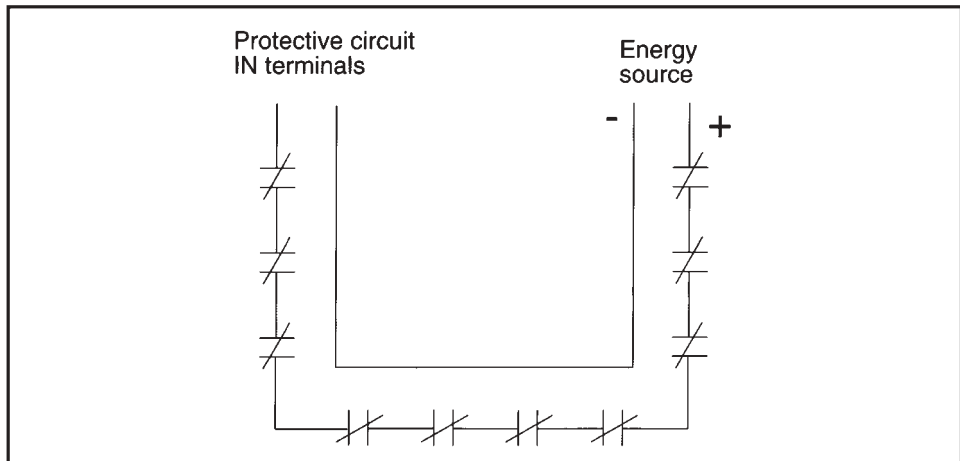 Protective circuit
IN terminals
Energy
source
- +